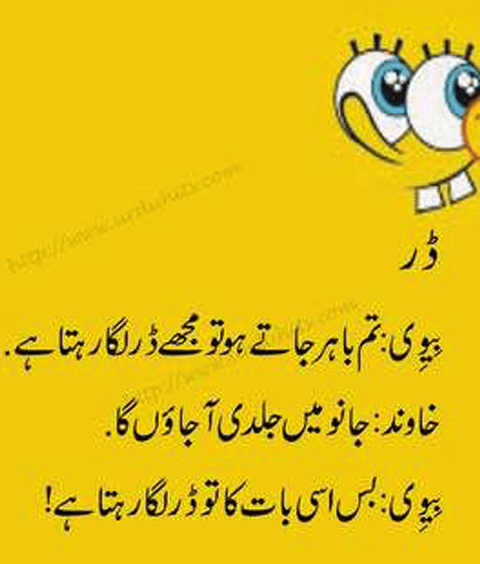 ڈر
بیوی: تم باہر جاتے ہو تو مجھے ڈر لگا رہتا ہے.
خاوند: جانو میں جلدی آ جاؤں گا.
بیوی: بس اسی بات کا تو ڈر لگا رہتا ہے!